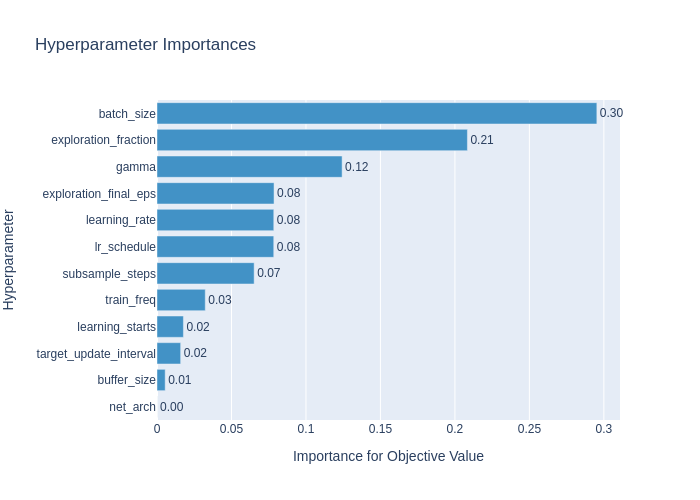 Hyperparameter Importances
Hyperparameter
batch_size 0.30
exploration_fraction 0.21
gamma 0.12
exploration_final_eps 0.08
learning_rate 0.08
lr_schedule 0.08
subsample_steps 0.07
train_freq 0.03
learning_starts 0.02
target_update_interval 0.02
buffer_size 0.01
net_arch 0.00
0 0.05 0.1 0.15 0.2 0.25 0.3
Importance for Objective Value